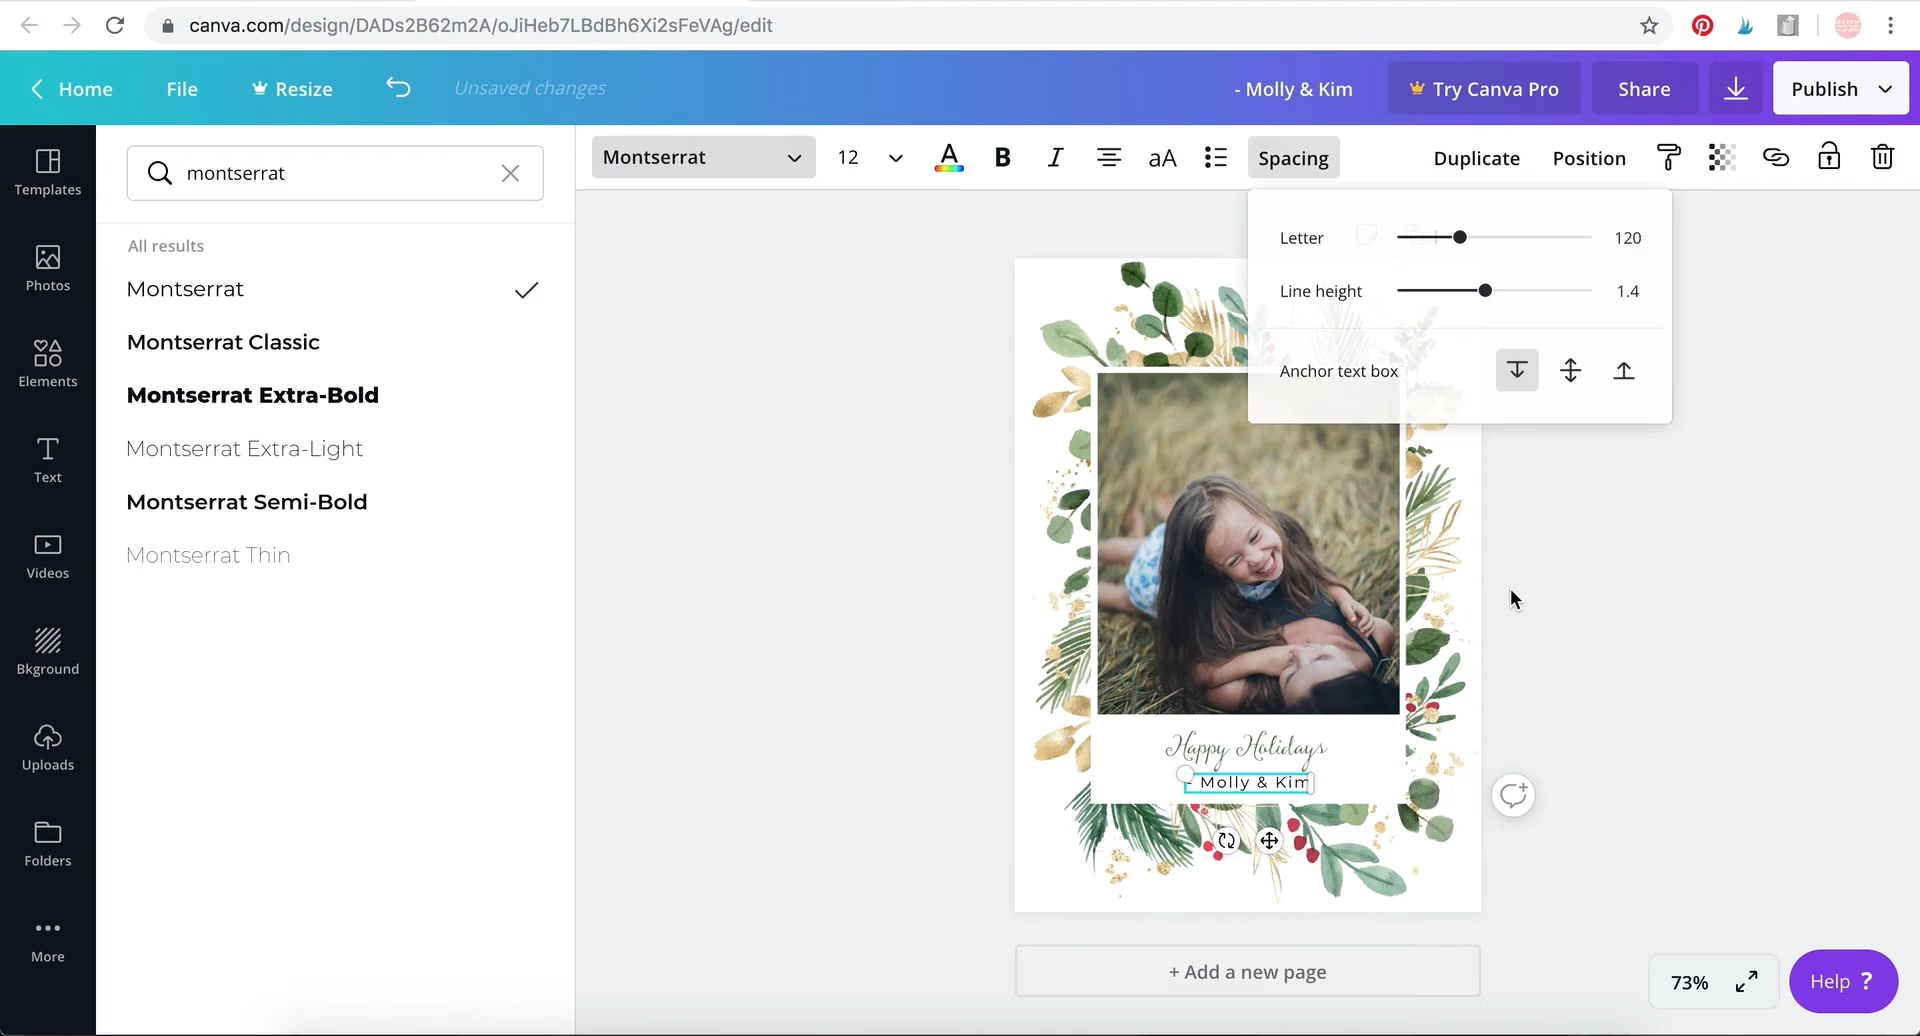 canva.com/design/DADs2B62m2A/oJiHeb7LBdBh6Xi2sFeVAg/edit
Home File Resize Unsaved changes - Molly & Kim Try Canva Pro Share Publish
montserrat
Montserrat 12 A B I aA Spacing Duplicate Position
Templates
Photos
Elements
Text
Videos
Bkground
Uploads
Folders
More
All results
Montserrat
Montserrat Classic
Montserrat Extra-Bold
Montserrat Extra-Light
Montserrat Semi-Bold
Montserrat Thin
Letter 120
Line height 1.4
Anchor text box
Happy Holidays
- Molly & Kim
+ Add a new page
73%
Help ?